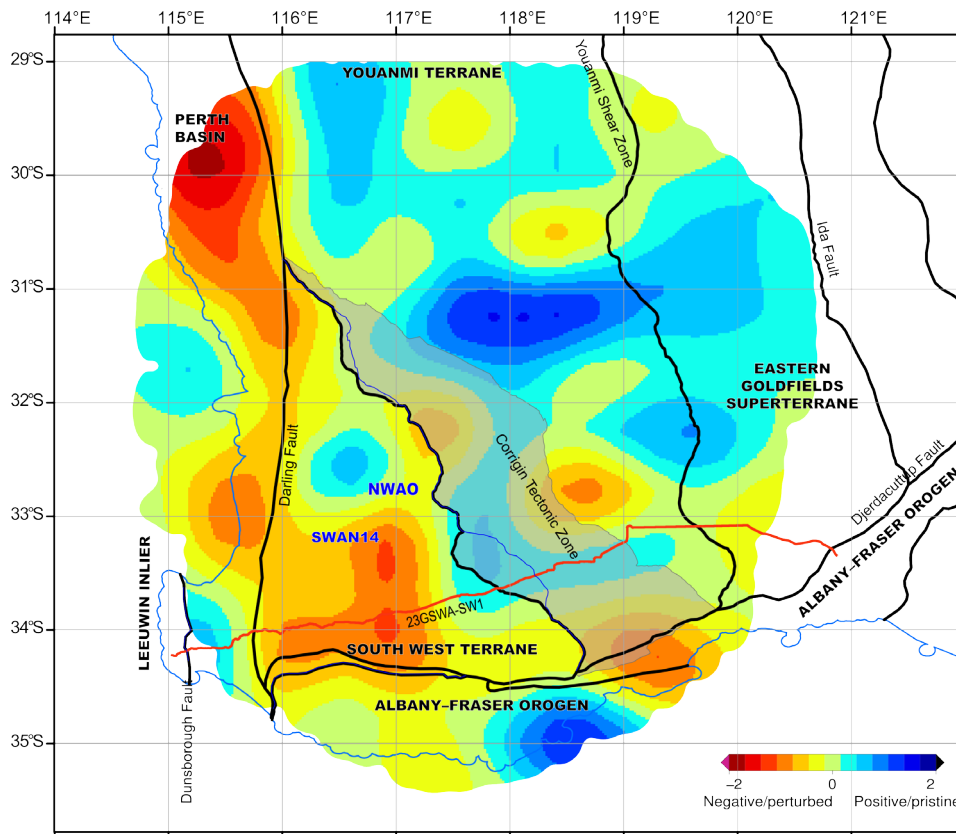 114°E 115°E 116°E 117°E 118°E 119°E 120°E 121°E
29°S
30°S
31°S
32°S
33°S
34°S
35°S
YOUANMI TERRANE
Youanmi Shear Zone
PERTH
BASIN
Ida Fault
EASTERN
GOLDFIELDS
SUPERTERRANE
Darling Fault
Corrigin Tectonic Zone
NWAO
SWAN14
Djerdacuttup Fault
ALBANY–FRASER OROGEN
LEEUWIN INLIER
23GSWA-SW1
SOUTH WEST TERRANE
ALBANY–FRASER OROGEN
Dunsborough Fault
−2 0 2
Negative/perturbed Positive/pristine